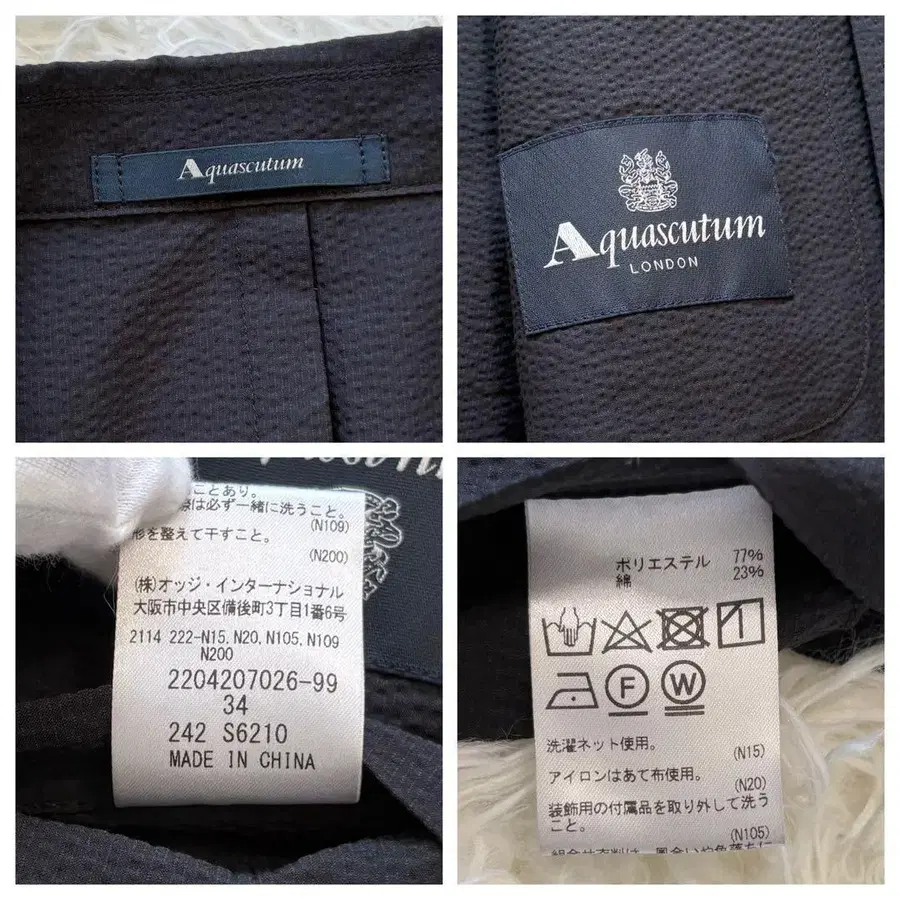 Aquascutum
Aquascutum
LONDON
ことあり。
際は必ず一緒に洗うこと。
(N109)
形を整えて干すこと。
(N200)
(株)オッジ・インターナショナル
大阪市中央区備後町3丁目1番6号
2114 222-N15,N20,N105,N109
N200
2204207026-99
34
242 S6210
MADE IN CHINA
ポリエステル 77%
綿 23%
F W
洗濯ネット使用。
(N15)
アイロンはあて布使用。
(N20)
装飾用の付属品を取り外して洗う
こと。
(N105)